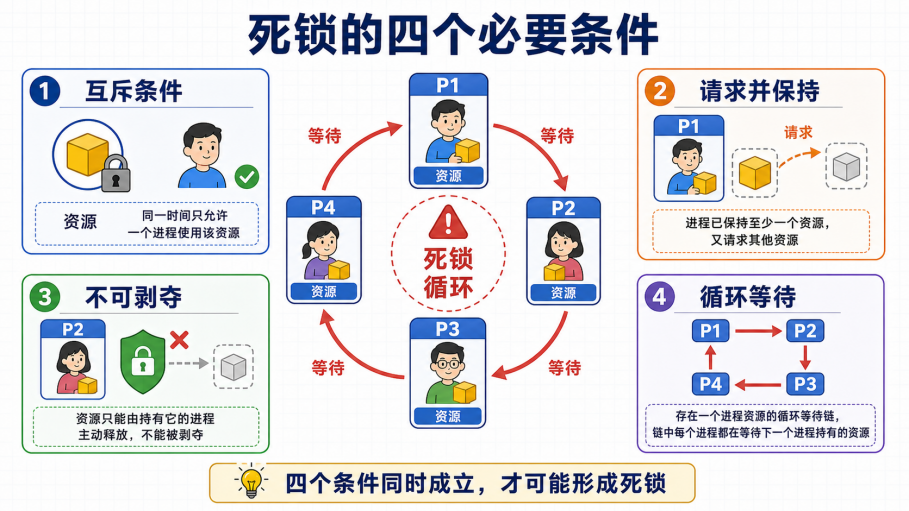 死锁的四个必要条件
1 互斥条件
资源
同一时间只允许
一个进程使用该资源
2 请求并保持
P1
请求
进程已保持至少一个资源，
又请求其他资源
P1
资源
等待
等待
P4
资源
P2
资源
死锁
循环
P3
资源
等待
等待
3 不可剥夺
P2
资源只能由持有它的进程
主动释放，不能被剥夺
4 循环等待
P1
P2
P4
P3
存在一个进程资源的循环等待链，
链中每个进程都在等待下一个进程持有的资源
四个条件同时成立，才可能形成死锁